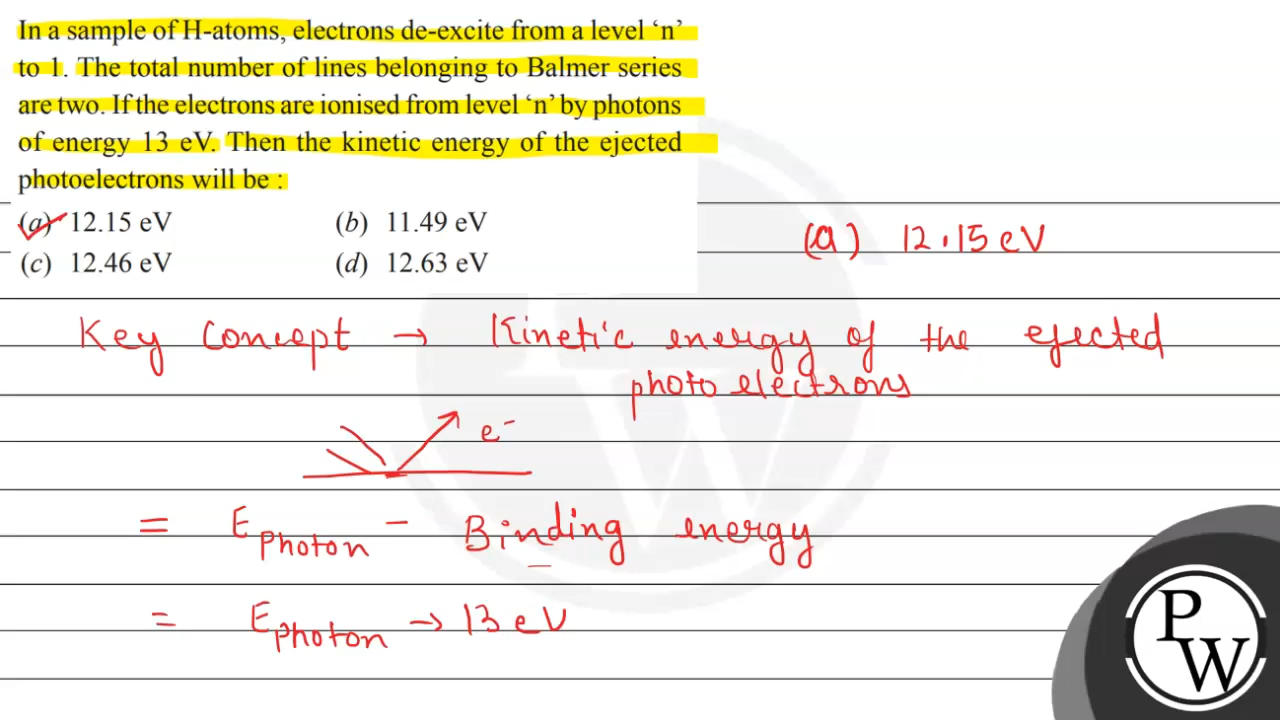 In a sample of H-atoms, electrons de-excite from a level ‘n’
to 1. The total number of lines belonging to Balmer series
are two. If the electrons are ionised from level ‘n’ by photons
of energy 13 eV. Then the kinetic energy of the ejected
photoelectrons will be :
(a) 12.15 eV (b) 11.49 eV
(c) 12.46 eV (d) 12.63 eV
(a) 12.15 eV
Key concept → Kinetic energy of the ejected
photo electrons
e⁻
= E photon - Binding energy
= E photon → 13 eV
P
W